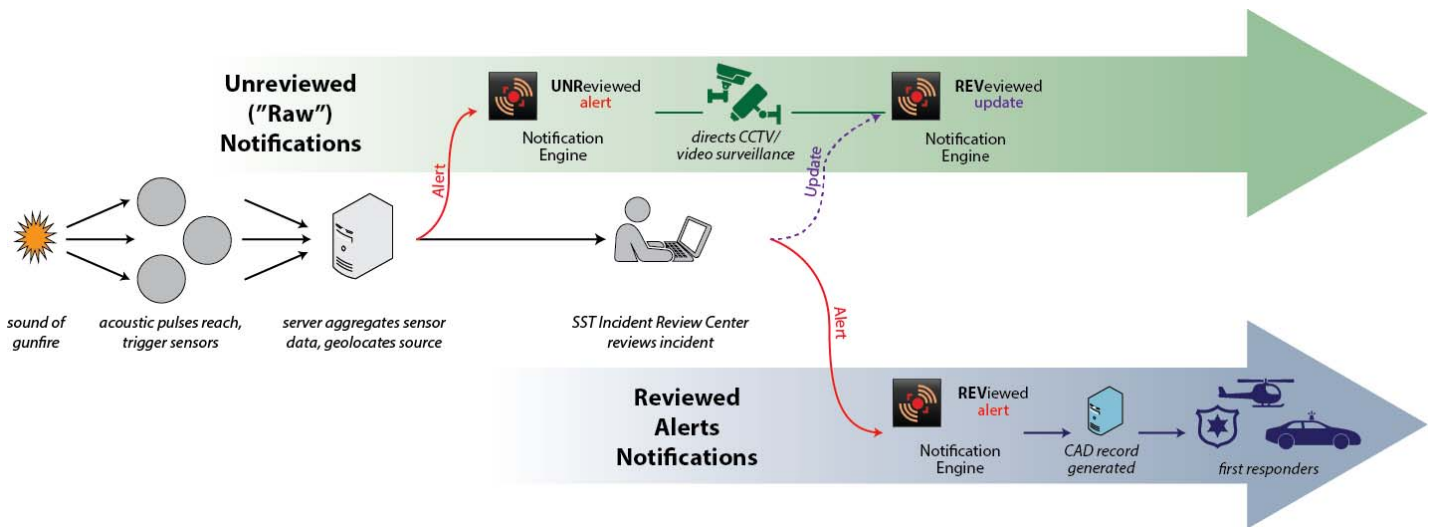 Unreviewed
("Raw")
Notifications
UNReviewed
alert
Notification
Engine
directs CCTV/
video surveillance
REVeviewed
update
Notification
Engine
Alert
Update
sound of
gunfire
acoustic pulses reach,
trigger sensors
server aggregates sensor
data, geolocates source
SST Incident Review Center
reviews incident
Alert
Reviewed
Alerts
Notifications
REViewed
alert
Notification
Engine
CAD record
generated
first responders